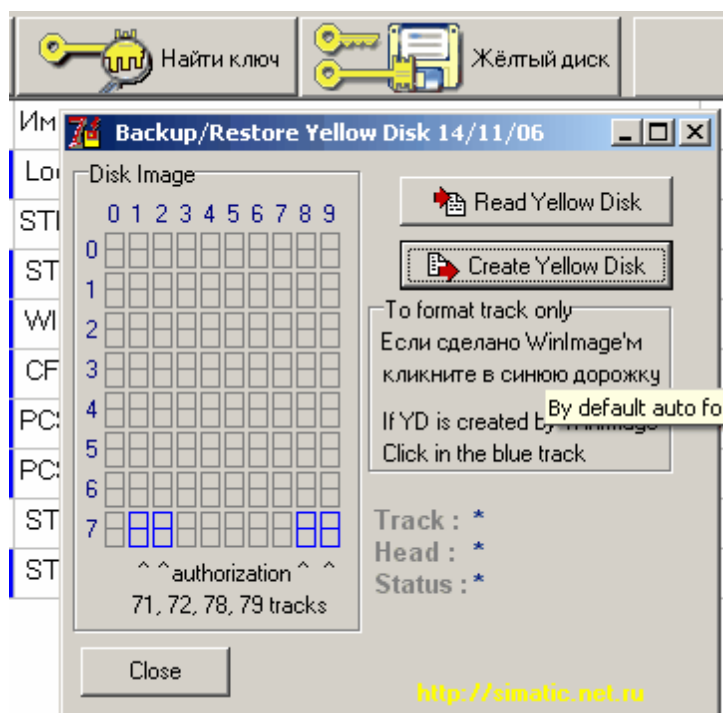 Найти ключ
Жёлтый диск
Им
Backup/Restore Yellow Disk 14/11/06
Disk Image
Read Yellow Disk
0 1 2 3 4 5 6 7 8 9
0
1
2
3
4
5
6
7
Create Yellow Disk
To format track only
Если сделано WinImage'м
кликните в синюю дорожку
By default auto fo
If YD is created by WinImage
Click in the blue track
^ ^authorization ^ ^
71, 72, 78, 79 tracks
Track : *
Head : *
Status : *
Close
http://simatic.net.ru
Lo
STI
ST
WI
CF
PC
PC
ST
ST